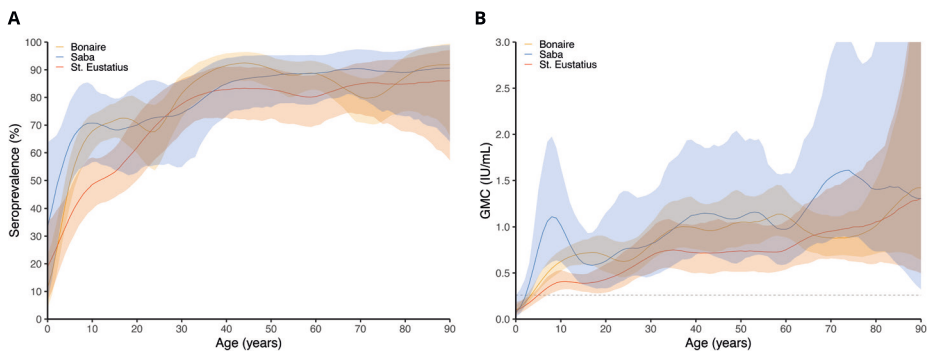 A
100
90
80
70
60
50
40
30
20
10
0
Seroprevalence (%)
Bonaire
Saba
St. Eustatius
0 10 20 30 40 50 60 70 80 90
Age (years)
B
3.0
2.5
2.0
1.5
1.0
0.5
0.0
GMC (IU/mL)
Bonaire
Saba
St. Eustatius
0 10 20 30 40 50 60 70 80 90
Age (years)